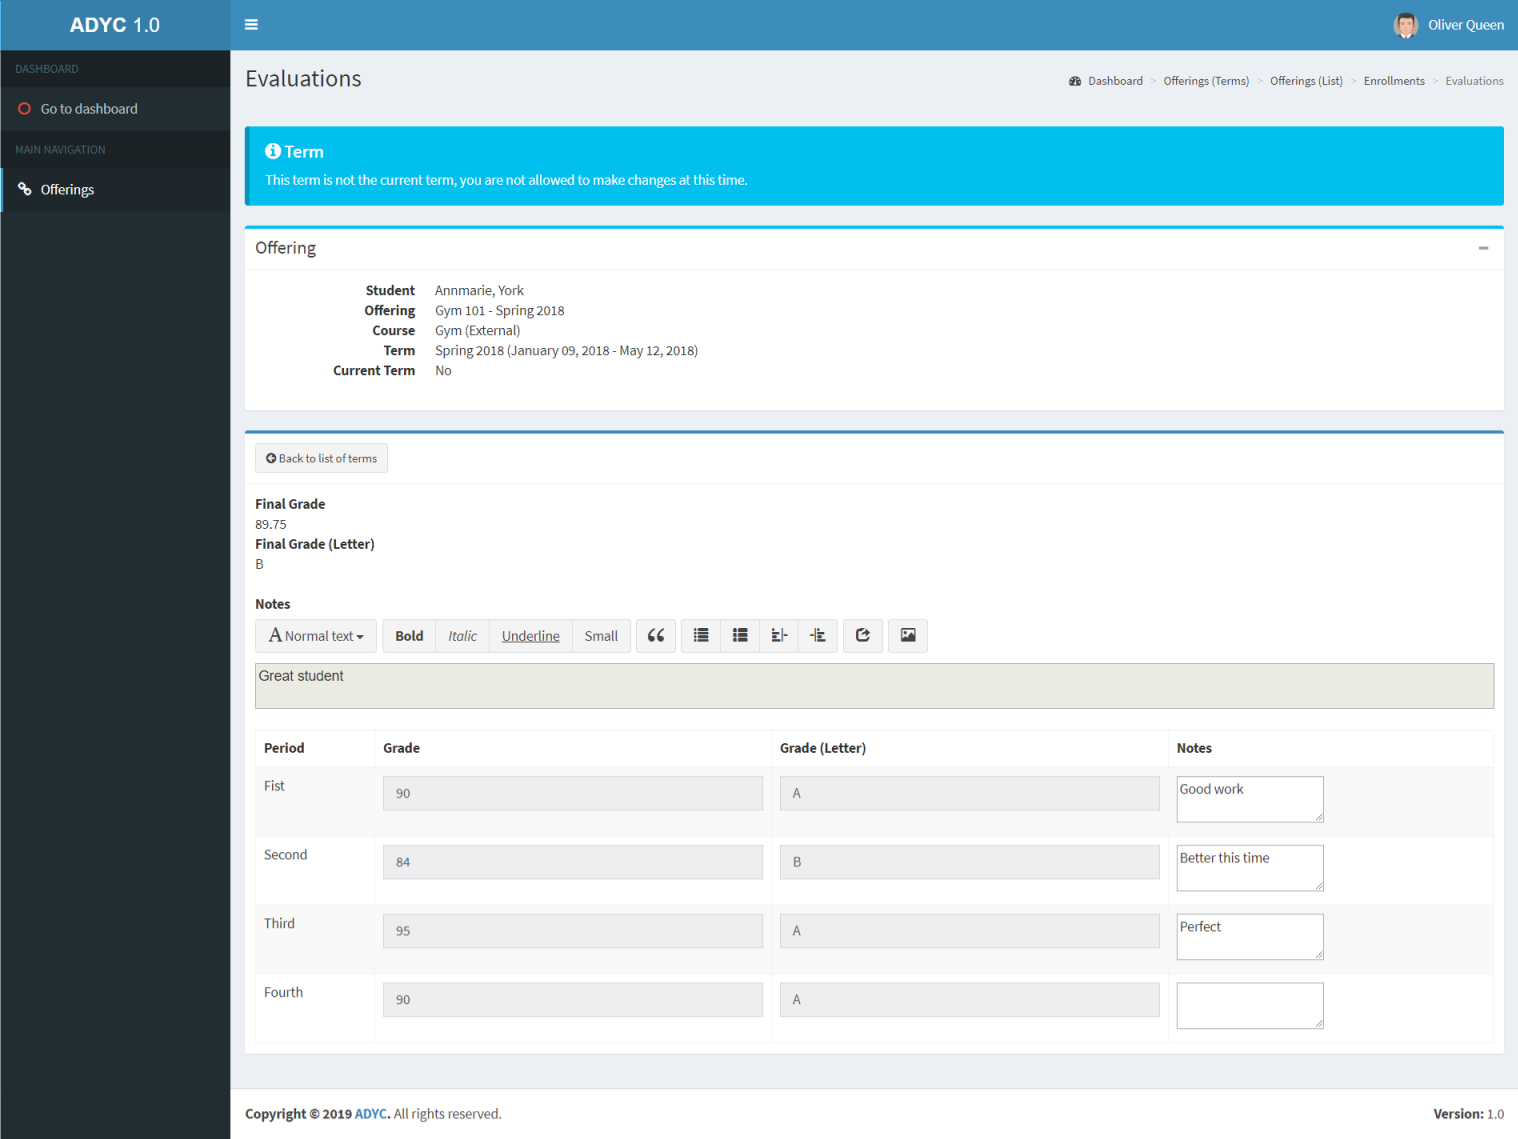 ADYC 1.0
Oliver Queen
DASHBOARD
Go to dashboard
MAIN NAVIGATION
Offerings
Evaluations
Dashboard > Offerings (Terms) > Offerings (List) > Enrollments > Evaluations
Term
This term is not the current term, you are not allowed to make changes at this time.
Offering
Student Annmarie, York
Offering Gym 101 - Spring 2018
Course Gym (External)
Term Spring 2018 (January 09, 2018 - May 12, 2018)
Current Term No
Back to list of terms
Final Grade
89.75
Final Grade (Letter)
B
Notes
A Normal text Bold Italic Underline Small
Great student
Period Grade Grade (Letter) Notes
Fist 90 A Good work
Second 84 B Better this time
Third 95 A Perfect
Fourth 90 A
Copyright © 2019 ADYC. All rights reserved.
Version: 1.0